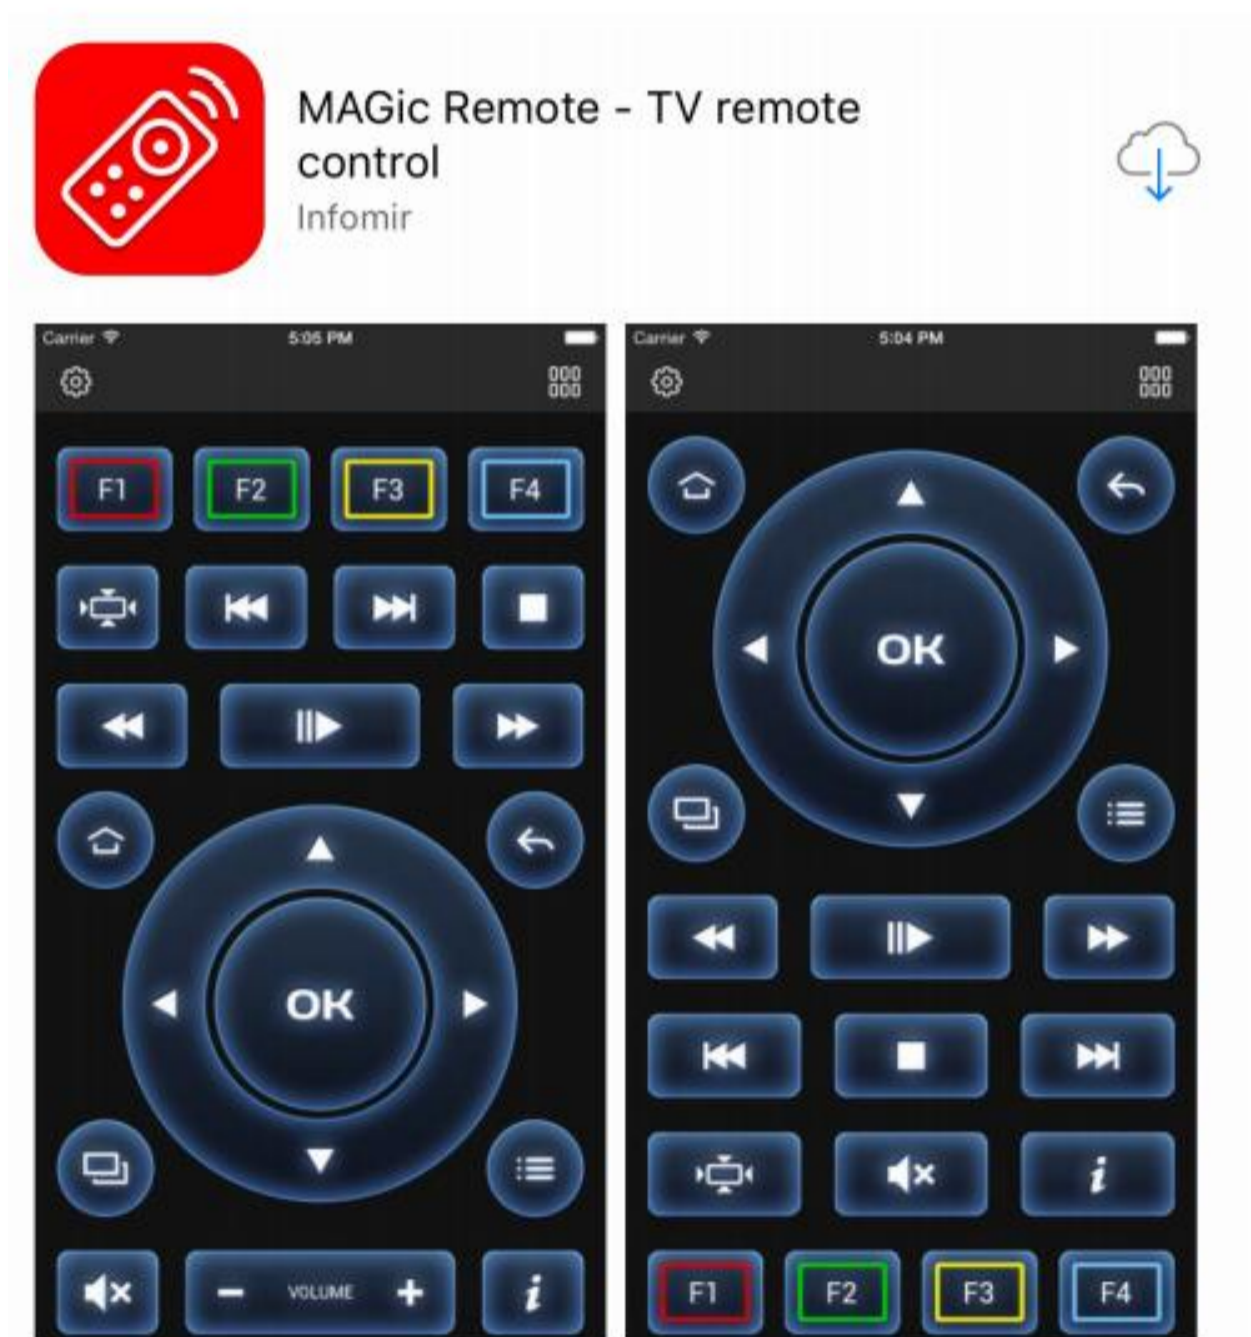 MAGic Remote - TV remote
control
Infomir
Carrier 5:05 PM
F1 F2 F3 F4
OK
VOLUME
i
Carrier 5:04 PM
OK
i
F1 F2 F3 F4